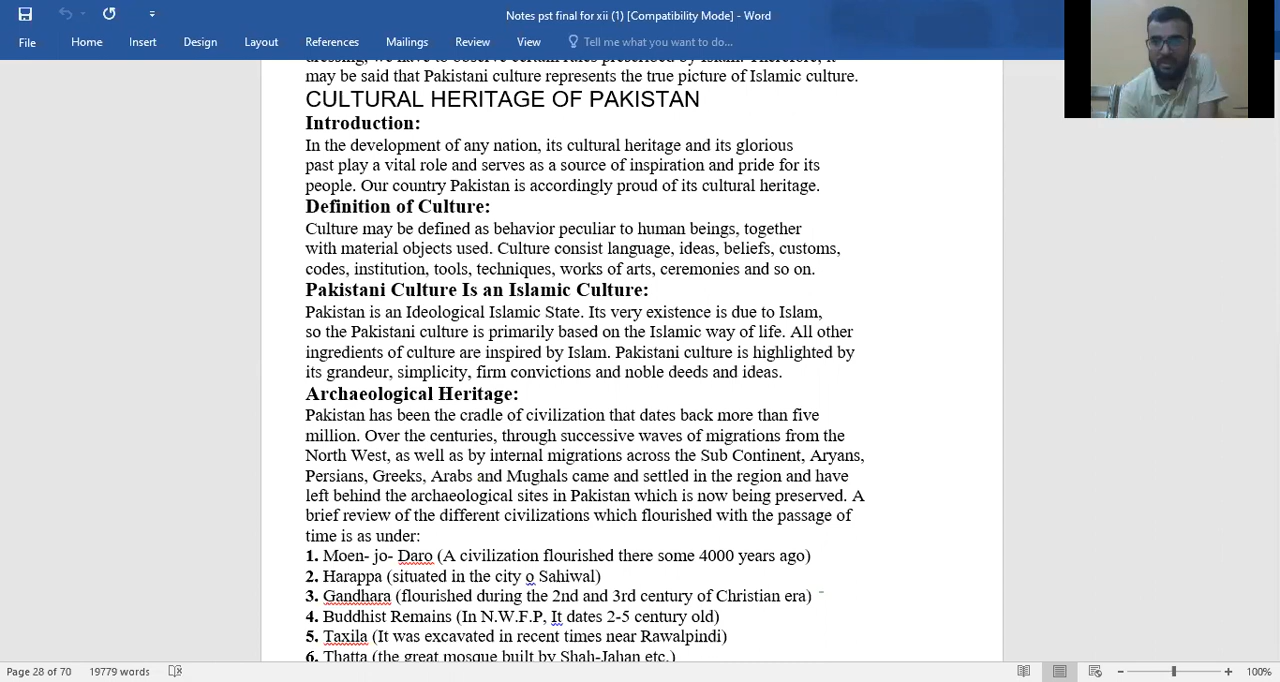 Notes pst final for xii (1) [Compatibility Mode] - Word
File Home Insert Design Layout References Mailings Review View Tell me what you want to do...
dressing, we have to observe certain rules prescribed by Islam. Therefore, it
may be said that Pakistani culture represents the true picture of Islamic culture.
CULTURAL HERITAGE OF PAKISTAN
Introduction:
In the development of any nation, its cultural heritage and its glorious
past play a vital role and serves as a source of inspiration and pride for its
people. Our country Pakistan is accordingly proud of its cultural heritage.
Definition of Culture:
Culture may be defined as behavior peculiar to human beings, together
with material objects used. Culture consist language, ideas, beliefs, customs,
codes, institution, tools, techniques, works of arts, ceremonies and so on.
Pakistani Culture Is an Islamic Culture:
Pakistan is an Ideological Islamic State. Its very existence is due to Islam,
so the Pakistani culture is primarily based on the Islamic way of life. All other
ingredients of culture are inspired by Islam. Pakistani culture is highlighted by
its grandeur, simplicity, firm convictions and noble deeds and ideas.
Archaeological Heritage:
Pakistan has been the cradle of civilization that dates back more than five
million. Over the centuries, through successive waves of migrations from the
North West, as well as by internal migrations across the Sub Continent, Aryans,
Persians, Greeks, Arabs and Mughals came and settled in the region and have
left behind the archaeological sites in Pakistan which is now being preserved. A
brief review of the different civilizations which flourished with the passage of
time is as under:
1. Moen- jo- Daro (A civilization flourished there some 4000 years ago)
2. Harappa (situated in the city o Sahiwal)
3. Gandhara (flourished during the 2nd and 3rd century of Christian era)
4. Buddhist Remains (In N.W.F.P, It dates 2-5 century old)
5. Taxila (It was excavated in recent times near Rawalpindi)
6. Thatta (the great mosque built by Shah-Jahan etc.)
Page 28 of 70 19779 words 100%